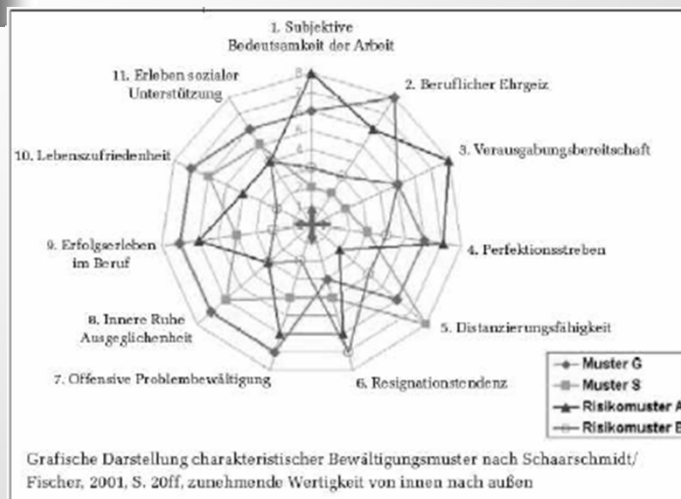 1. Subjektive
Bedeutsamkeit der Arbeit
2. Beruflicher Ehrgeiz
3. Verausgabungsbereitschaft
4. Perfektionsstreben
5. Distanzierungsfähigkeit
6. Resignationstendenz
7. Offensive Problembewältigung
8. Innere Ruhe
Ausgeglichenheit
9. Erfolgserleben
im Beruf
10. Lebenszufriedenheit
11. Erleben sozialer
Unterstützung
Muster G
Muster S
Risikomuster A
Risikomuster B
Grafische Darstellung charakteristischer Bewältigungsmuster nach Schaarschmidt/
Fischer, 2001, S. 20ff, zunehmende Wertigkeit von innen nach außen